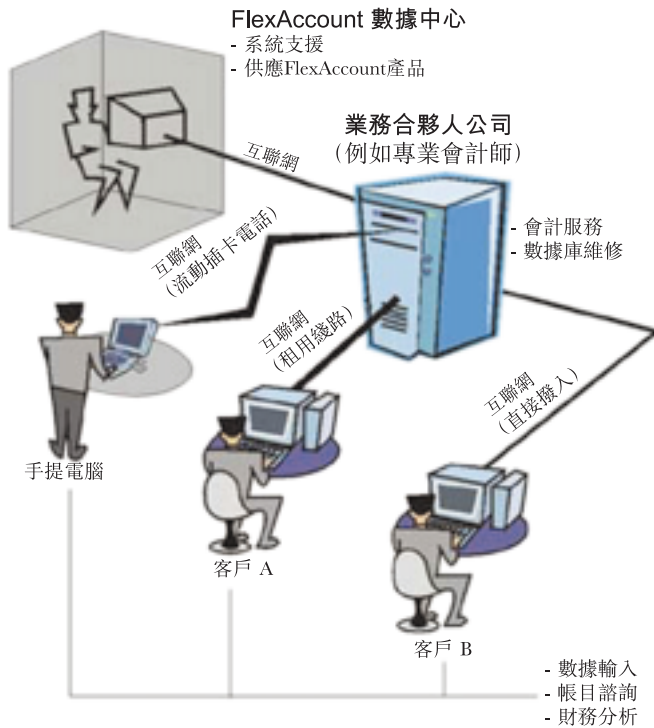 FlexAccount 數據中心
- 系統支援
- 供應FlexAccount產品
業務合夥人公司
(例如專業會計師)
互聯網
- 會計服務
- 數據庫維修
互聯網
(流動插卡電話)
互聯網
(租用綫路)
互聯網
(直接撥入)
手提電腦
客戶 A
客戶 B
- 數據輸入
- 帳目諮詢
- 財務分析